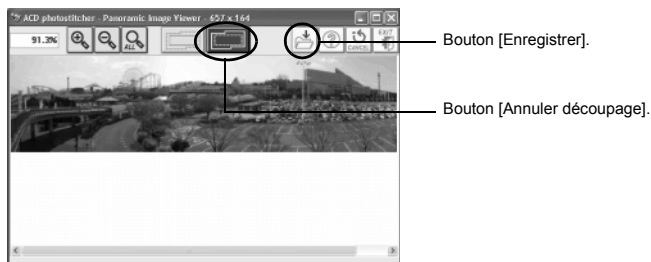 ACD photostitcher - Panoramic Image Viewer - 657 x 164
91.3%
ALL
CANCEL
EXIT
Bouton [Enregistrer].
Bouton [Annuler découpage].